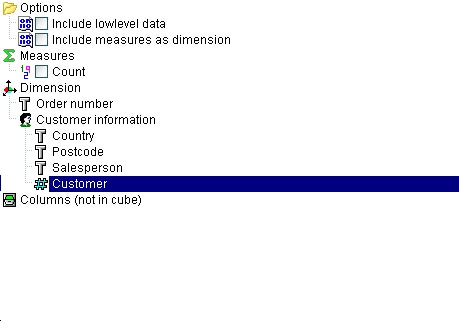 Options
Include lowlevel data
Include measures as dimension
Measures
Count
Dimension
Order number
Customer information
Country
Postcode
Salesperson
Customer
Columns (not in cube)